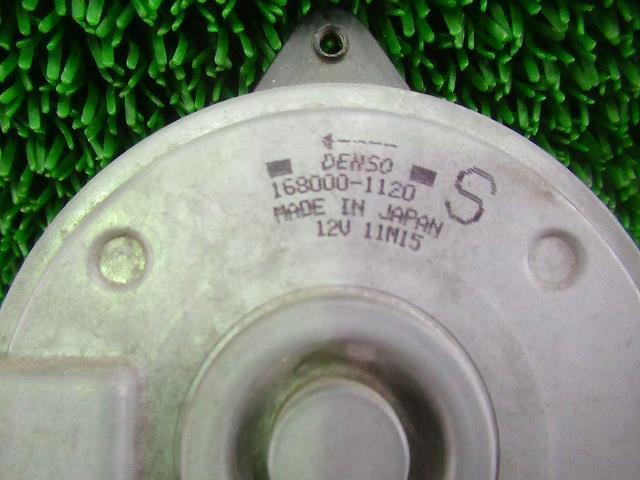 DENSO
168000-1120
S
MADE IN JAPAN
12V 11M15